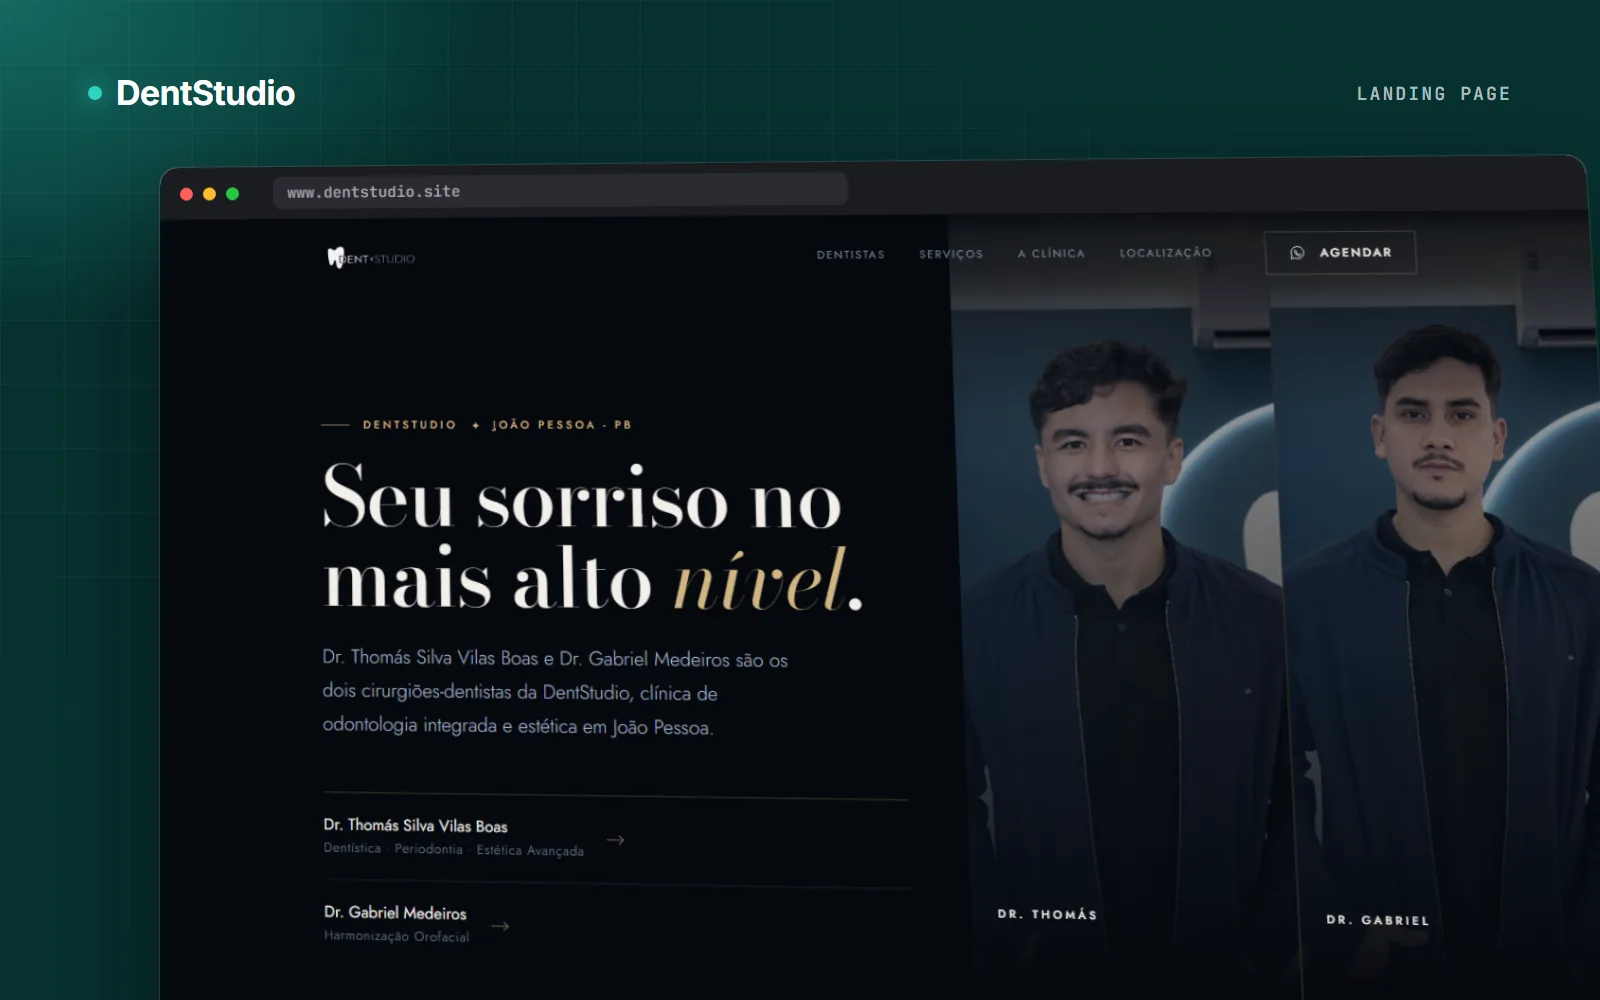 DentStudio
LANDING PAGE
www.dentstudio.site
DENT+STUDIO
DENTISTAS
SERVIÇOS
A CLÍNICA
LOCALIZAÇÃO
AGENDAR
DENTSTUDIO ✦ JOÃO PESSOA - PB
Seu sorriso no
mais alto nível.
Dr. Thomás Silva Vilas Boas e Dr. Gabriel Medeiros são os
dois cirurgiões-dentistas da DentStudio, clínica de
odontologia integrada e estética em João Pessoa.
Dr. Thomás Silva Vilas Boas
Dentística · Periodontia · Estética Avançada
→
Dr. Gabriel Medeiros
Harmonização Orofacial
→
DR. THOMÁS
DR. GABRIEL